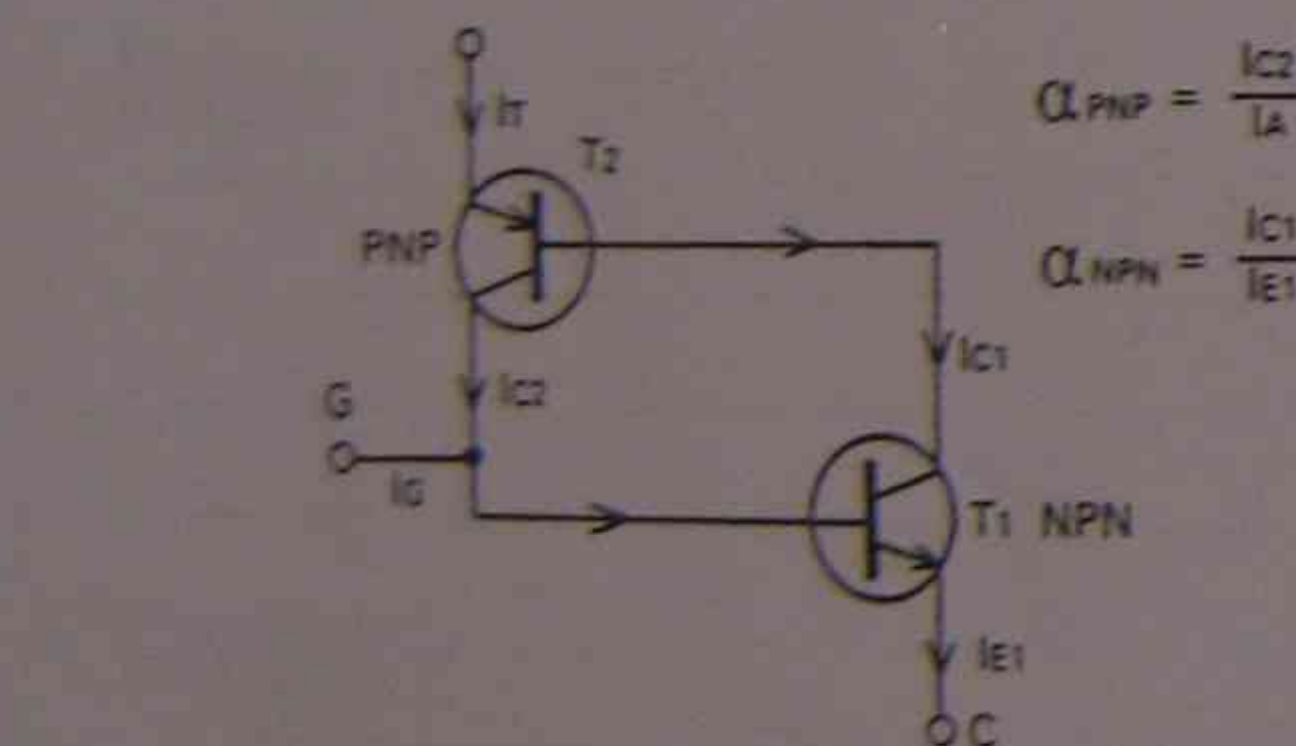 IT
T2
αPNP = IC2
IA
PNP
αNPN = IC1
IE1
IC1
IC2
G
IG
T1 NPN
IE1
C